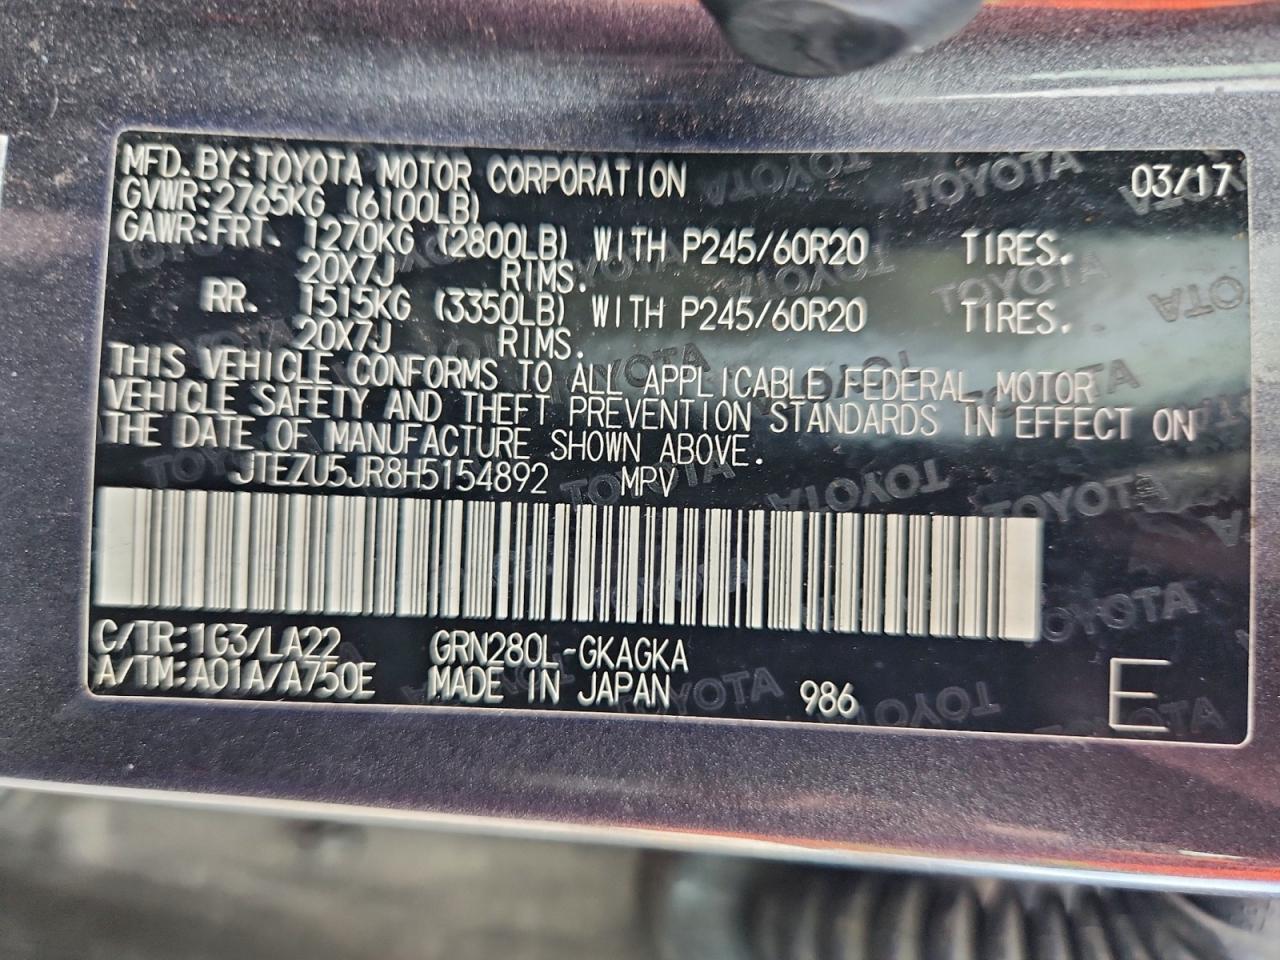 MFD. BY: TOYOTA MOTOR CORPORATION 03/17
GVWR: 2765KG (6100LB)
GAWR: FRT. 1270KG (2800LB) WITH P245/60R20 TIRES.
20X7J RIMS.
RR. 1515KG (3350LB) WITH P245/60R20 TIRES.
20X7J RIMS.
THIS VEHICLE CONFORMS TO ALL APPLICABLE FEDERAL MOTOR
VEHICLE SAFETY AND THEFT PREVENTION STANDARDS IN EFFECT ON
THE DATE OF MANUFACTURE SHOWN ABOVE.
JTEZU5JR8H5154892 MPV
C/TR: 1G3/LA22 GRN280L-GKAGKA
A/TM: A01A/A750E MADE IN JAPAN 986 E